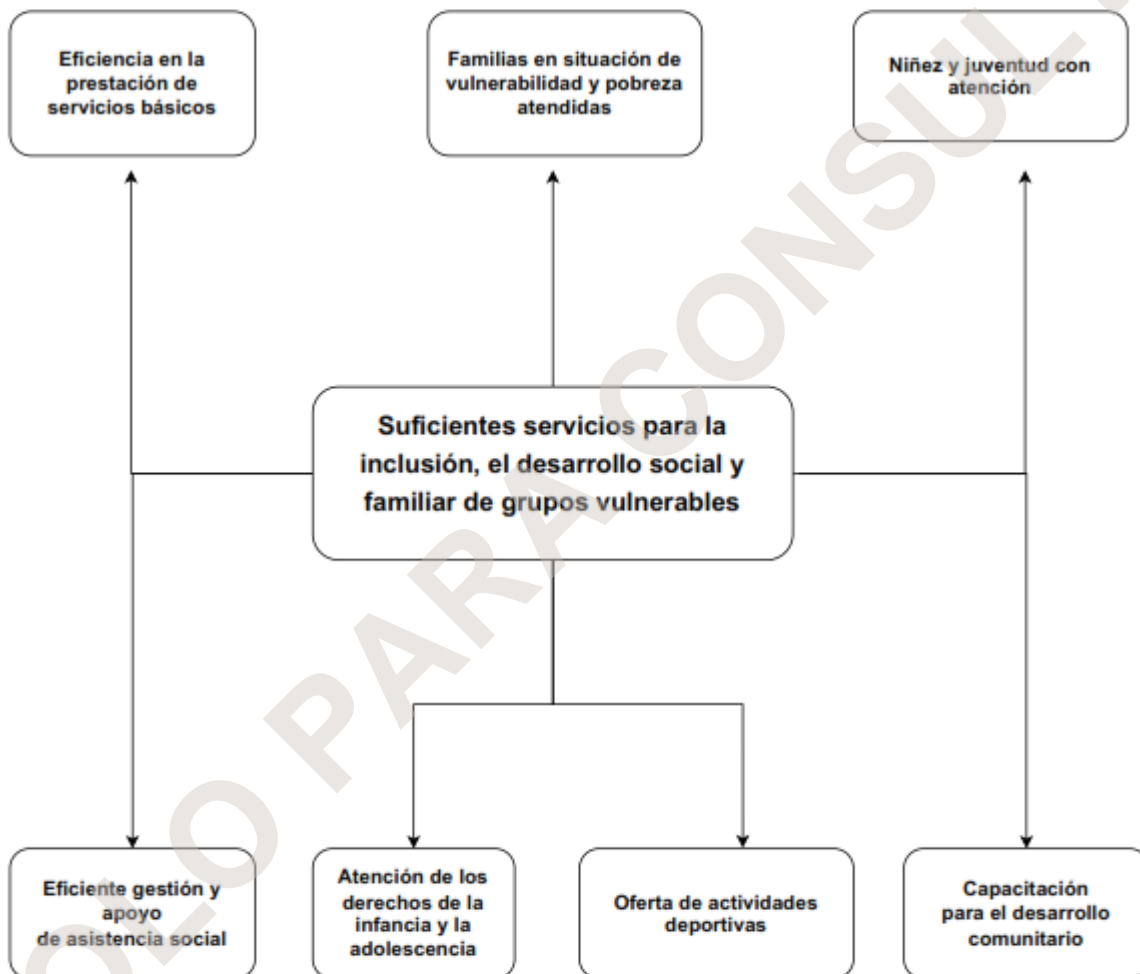 Eficiencia en la
prestación de
servicios básicos
Familias en situación de
vulnerabilidad y pobreza
atendidas
Niñez y juventud con
atención
Suficientes servicios para la
inclusión, el desarrollo social y
familiar de grupos vulnerables
Eficiente gestión y
apoyo
de asistencia social
Atención de los
derechos de la
infancia y la
adolescencia
Oferta de actividades
deportivas
Capacitación
para el desarrollo
comunitario
OLO PARA CONSUL